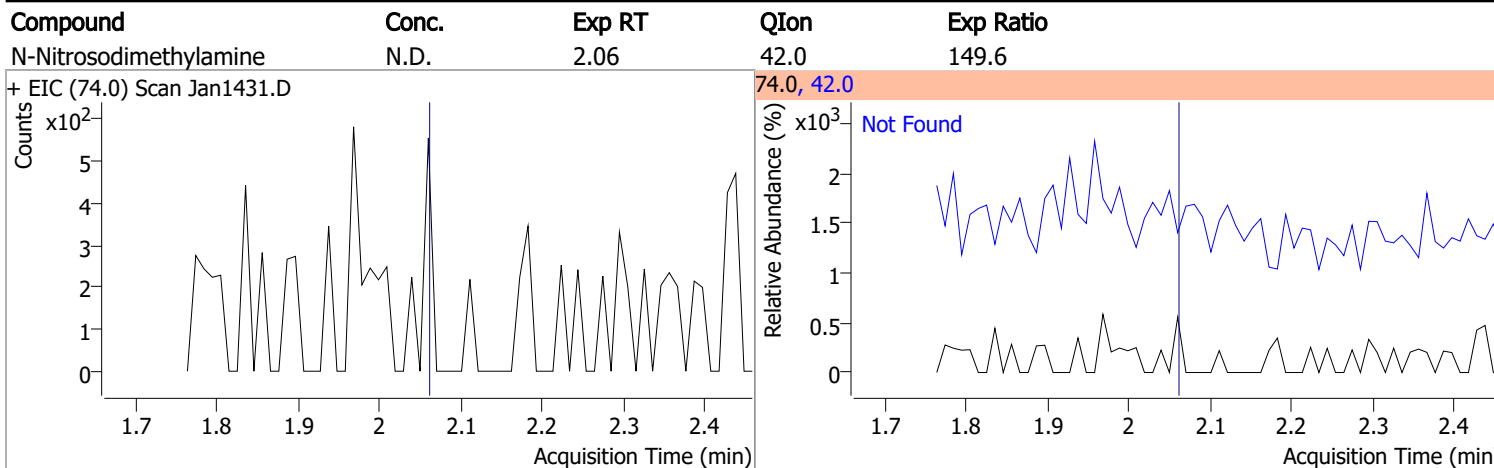 Compound Conc. Exp RT QIon Exp Ratio
N-Nitrosodimethylamine N.D. 2.06 42.0 149.6
+ EIC (74.0) Scan Jan1431.D
Counts
x10²
5
4
3
2
1
0
1.7 1.8 1.9 2 2.1 2.2 2.3 2.4
Acquisition Time (min)
74.0, 42.0
Relative Abundance (%)
x10³
Not Found
2
1.5
1
0.5
0
1.7 1.8 1.9 2 2.1 2.2 2.3 2.4
Acquisition Time (min